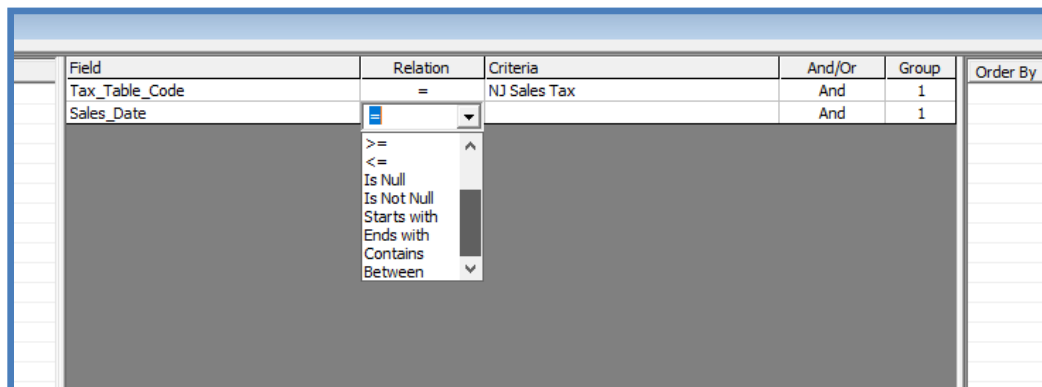 Field Relation Criteria And/Or Group Order By
Tax_Table_Code = NJ Sales Tax And 1
Sales_Date = And 1
>=
<=
Is Null
Is Not Null
Starts with
Ends with
Contains
Between